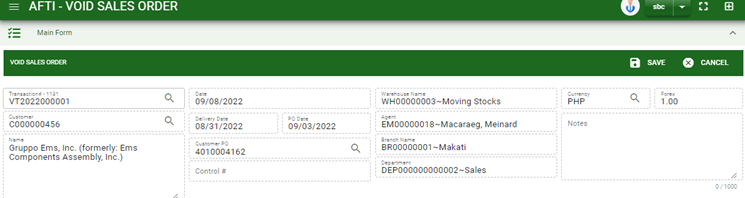 AFTI - VOID SALES ORDER
sbc
Main Form
VOID SALES ORDER
SAVE
CANCEL
Transaction# - 1131
VT2022000001
Customer
C000000456
Name
Gruppo Ems, Inc. (formerly: Ems
Components Assembly, Inc.)
Date
09/08/2022
Delivery Date
08/31/2022
PO Date
09/03/2022
Customer PO
4010004162
Control #
Warehouse Name
WH00000003~Moving Stocks
Agent
EM00000018~Macaraeg, Meinard
Branch Name
BR00000001~Makati
Department
DEP000000000002~Sales
Currency
PHP
Forex
1.00
Notes
0 / 1000